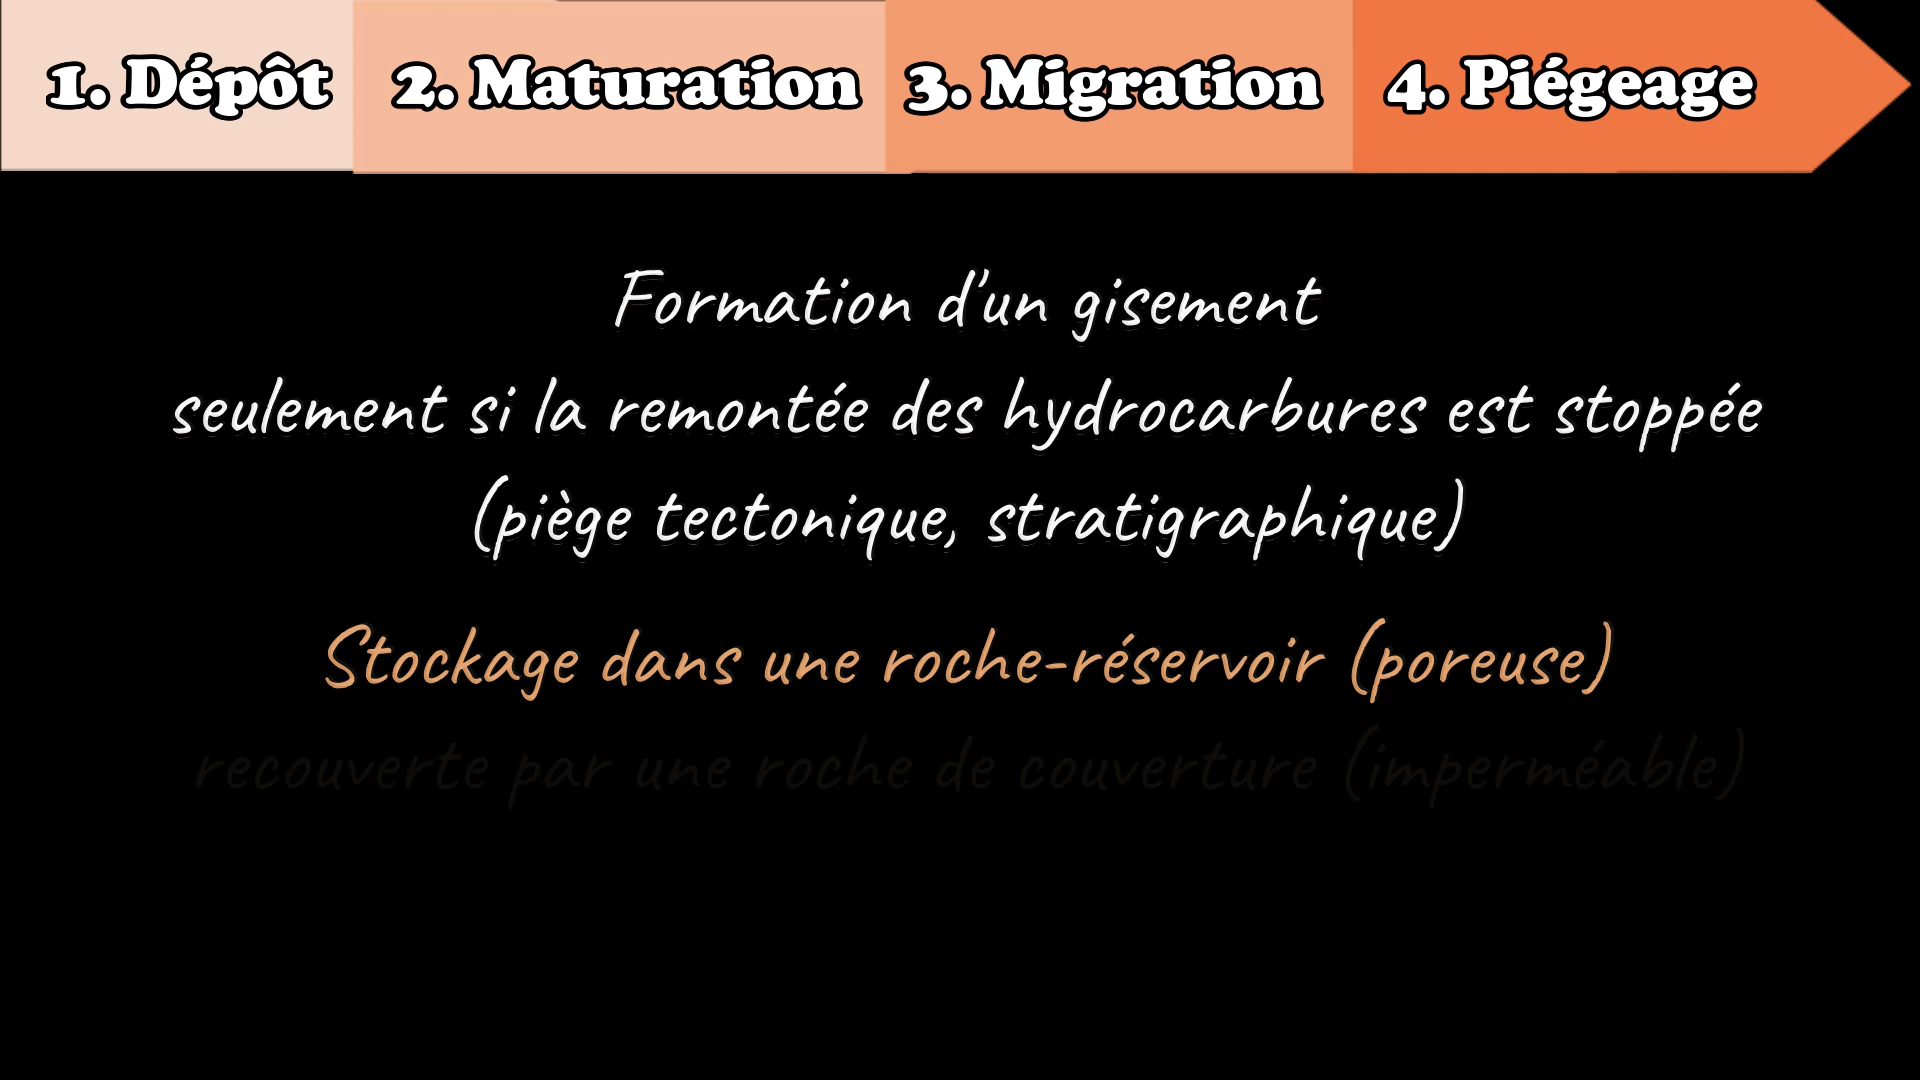 1. Dépôt 2. Maturation 3. Migration 4. Piégeage
Formation d'un gisement
seulement si la remontée des hydrocarbures est stoppée
(piège tectonique, stratigraphique)
Stockage dans une roche-réservoir (poreuse)
recouverte par une roche de couverture (imperméable)